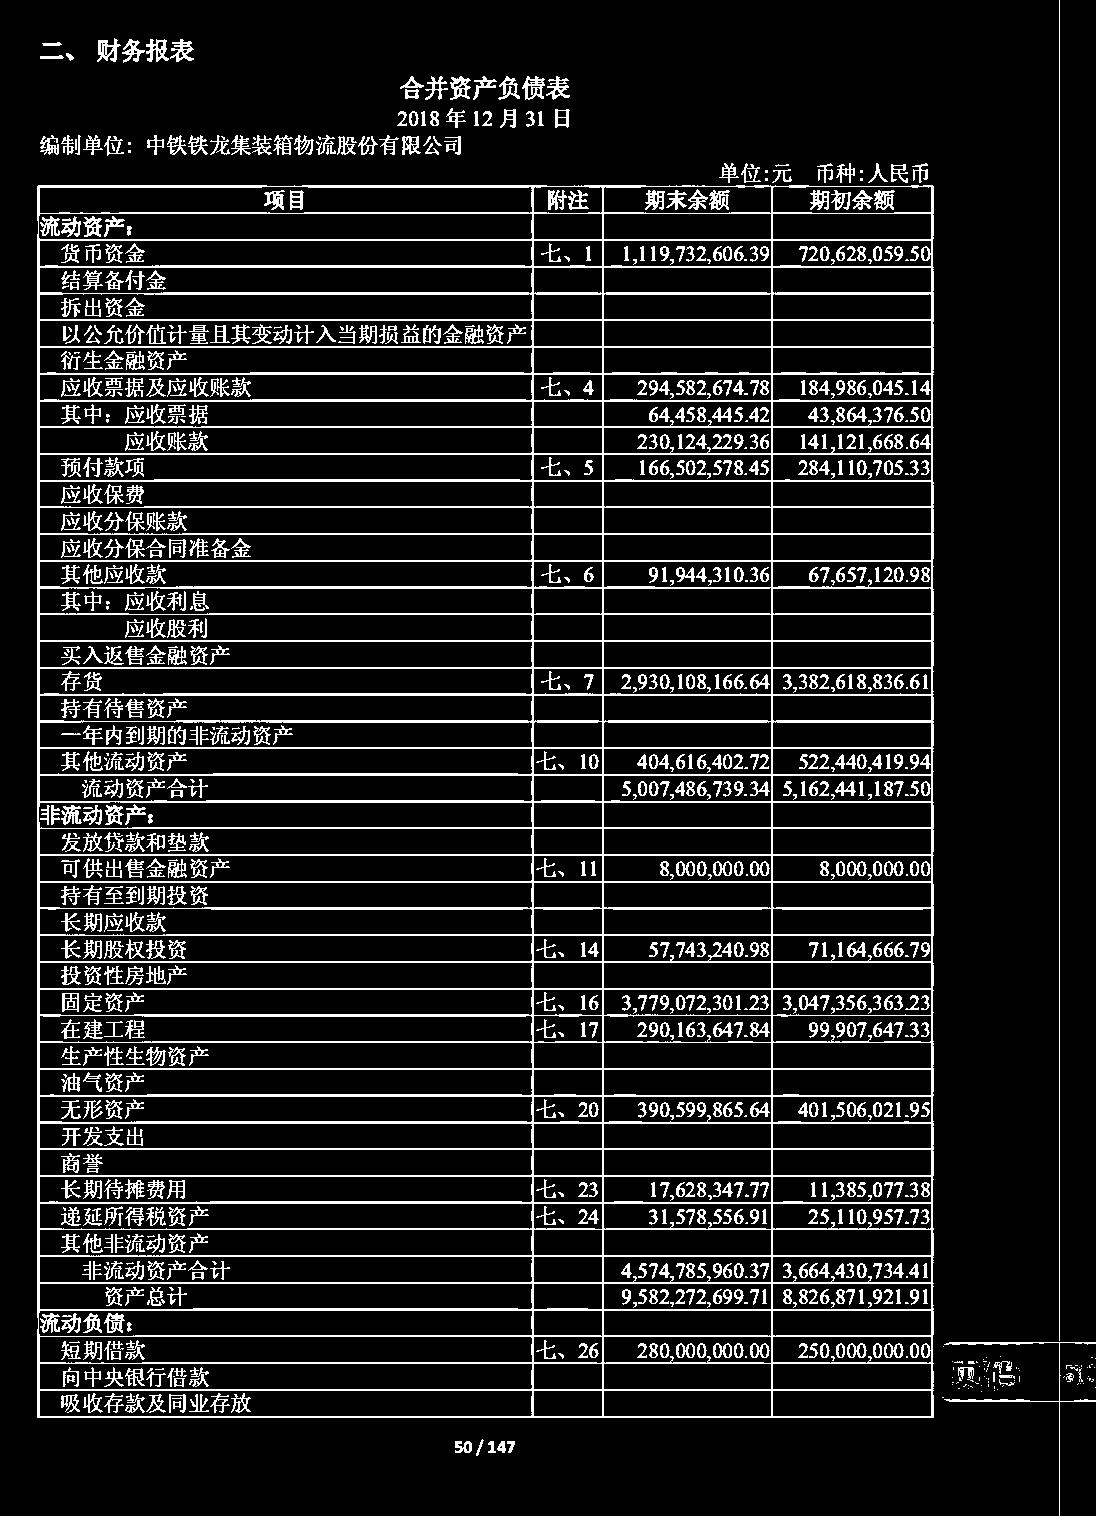 二、 财务报表
合并资产负债表
2018 年 12 月 31 日
编制单位: 中铁铁龙集装箱物流股份有限公司
单位:元 币种:人民币
项目 附注 期末余额 期初余额
流动资产:
货币资金 七、1 1,119,732,606.39 720,628,059.50
结算备付金
拆出资金
以公允价值计量且其变动计入当期损益的金融资产
衍生金融资产
应收票据及应收账款 七、4 294,582,674.78 184,986,045.14
其中: 应收票据 64,458,445.42 43,864,376.50
应收账款 230,124,229.36 141,121,668.64
预付款项 七、5 166,502,578.45 284,110,705.33
应收保费
应收分保账款
应收分保合同准备金
其他应收款 七、6 91,944,310.36 67,657,120.98
其中: 应收利息
应收股利
买入返售金融资产
存货 七、7 2,930,108,166.64 3,382,618,836.61
持有待售资产
一年内到期的非流动资产
其他流动资产 七、10 404,616,402.72 522,440,419.94
流动资产合计 5,007,486,739.34 5,162,441,187.50
非流动资产:
发放贷款和垫款
可供出售金融资产 七、11 8,000,000.00 8,000,000.00
持有至到期投资
长期应收款
长期股权投资 七、14 57,743,240.98 71,164,666.79
投资性房地产
固定资产 七、16 3,779,072,301.23 3,047,356,363.23
在建工程 七、17 290,163,647.84 99,907,647.33
生产性生物资产
油气资产
无形资产 七、20 390,599,865.64 401,506,021.95
开发支出
商誉
长期待摊费用 七、23 17,628,347.77 11,385,077.38
递延所得税资产 七、24 31,578,556.91 25,110,957.73
其他非流动资产
非流动资产合计 4,574,785,960.37 3,664,430,734.41
资产总计 9,582,272,699.71 8,826,871,921.91
流动负债:
短期借款 七、26 280,000,000.00 250,000,000.00
向中央银行借款
吸收存款及同业存放
页码
50 / 147